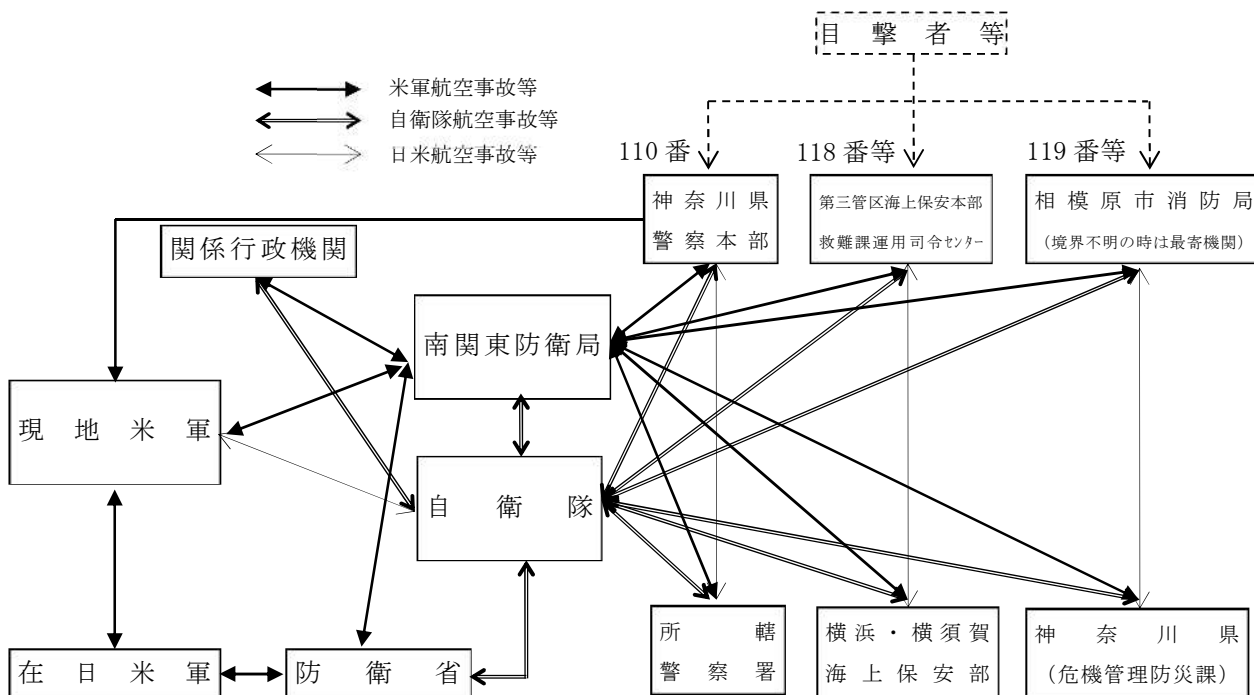 目撃者等
米軍航空事故等
自衛隊航空事故等
日米航空事故等
110番
118番等
119番等
神奈川県
警察本部
第三管区海上保安本部
救難課運用司令センター
相模原市消防局
(境界不明の時は最寄機関)
関係行政機関
南関東防衛局
現地米軍
自衛隊
所轄
警察署
横浜・横須賀
海上保安部
神奈川県
(危機管理防災課)
在日米軍
防衛省